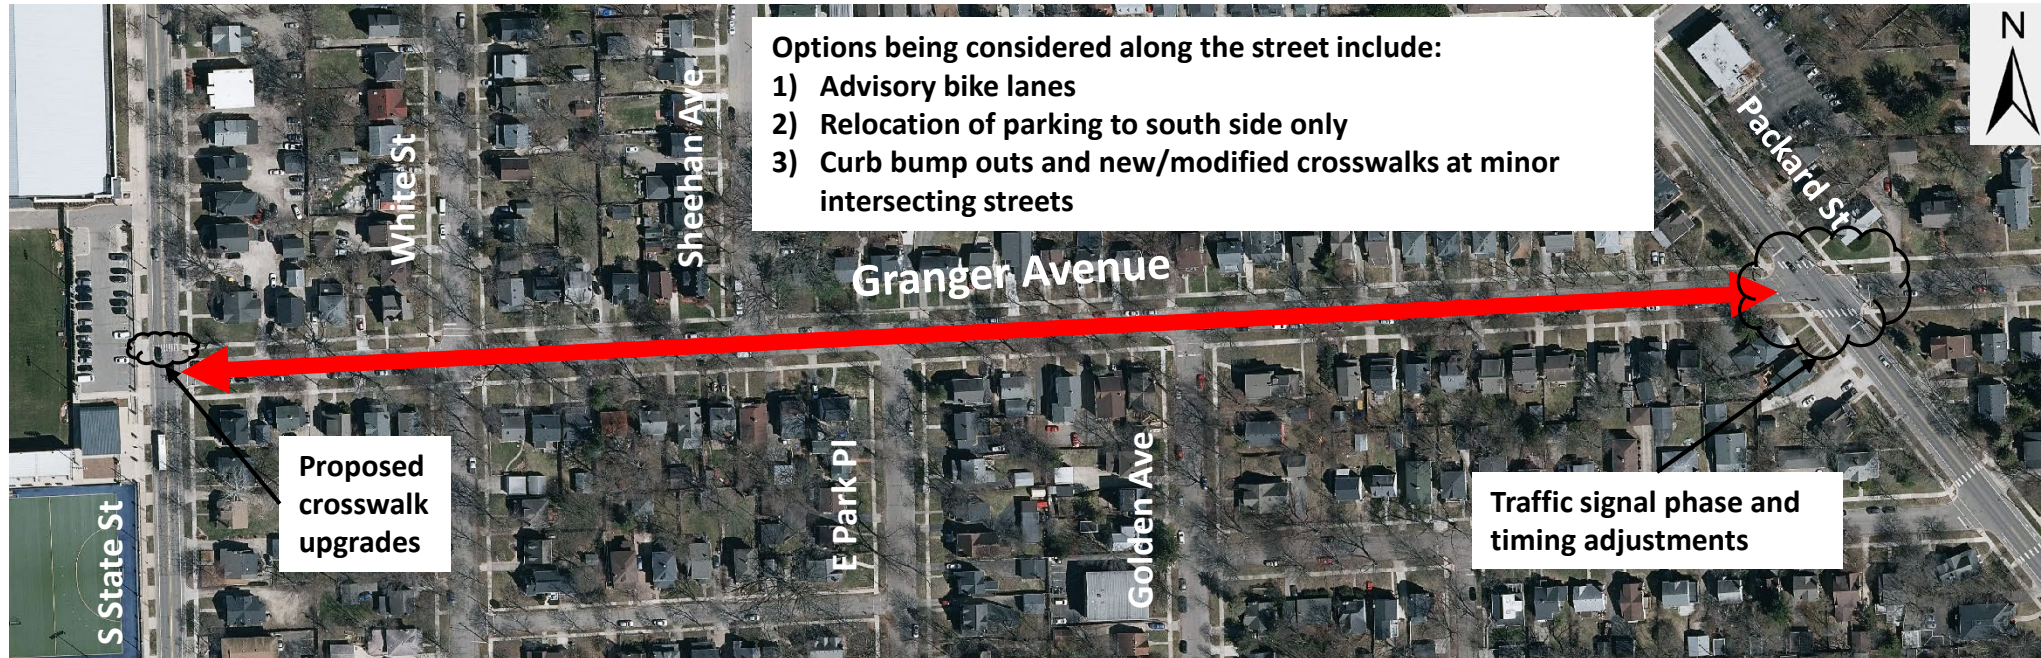 Options being considered along the street include:
1) Advisory bike lanes
2) Relocation of parking to south side only
3) Curb bump outs and new/modified crosswalks at minor
intersecting streets
N
Packard St
White St
Sheehan Ave
Granger Avenue
Proposed
crosswalk
upgrades
S State St
E Park Pl
Golden Ave
Traffic signal phase and
timing adjustments